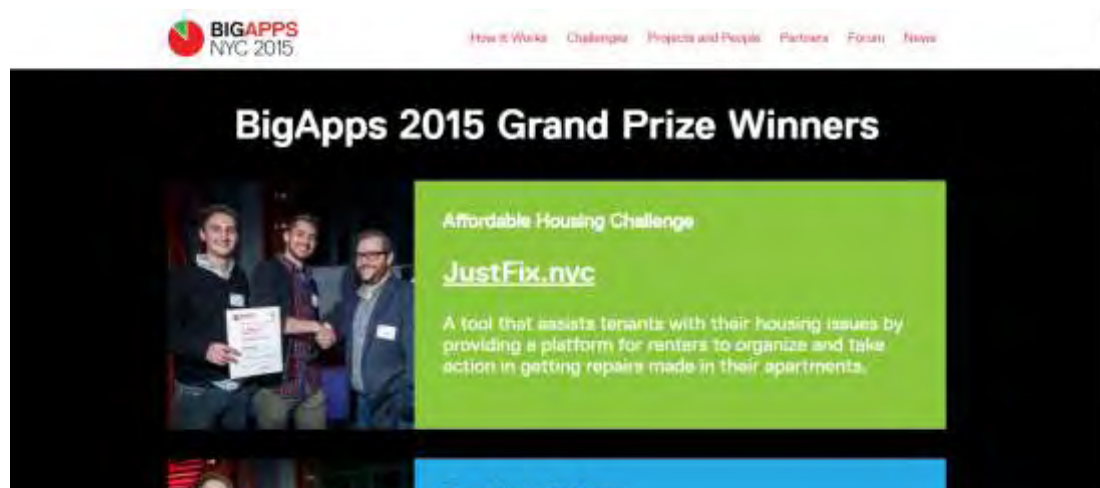 BIGAPPS
NYC 2015
How It Works Challenges Projects and People Partners Forum News
BigApps 2015 Grand Prize Winners
Affordable Housing Challenge
JustFix.nyc
A tool that assists tenants with their housing issues by
providing a platform for renters to organize and take
action in getting repairs made in their apartments.